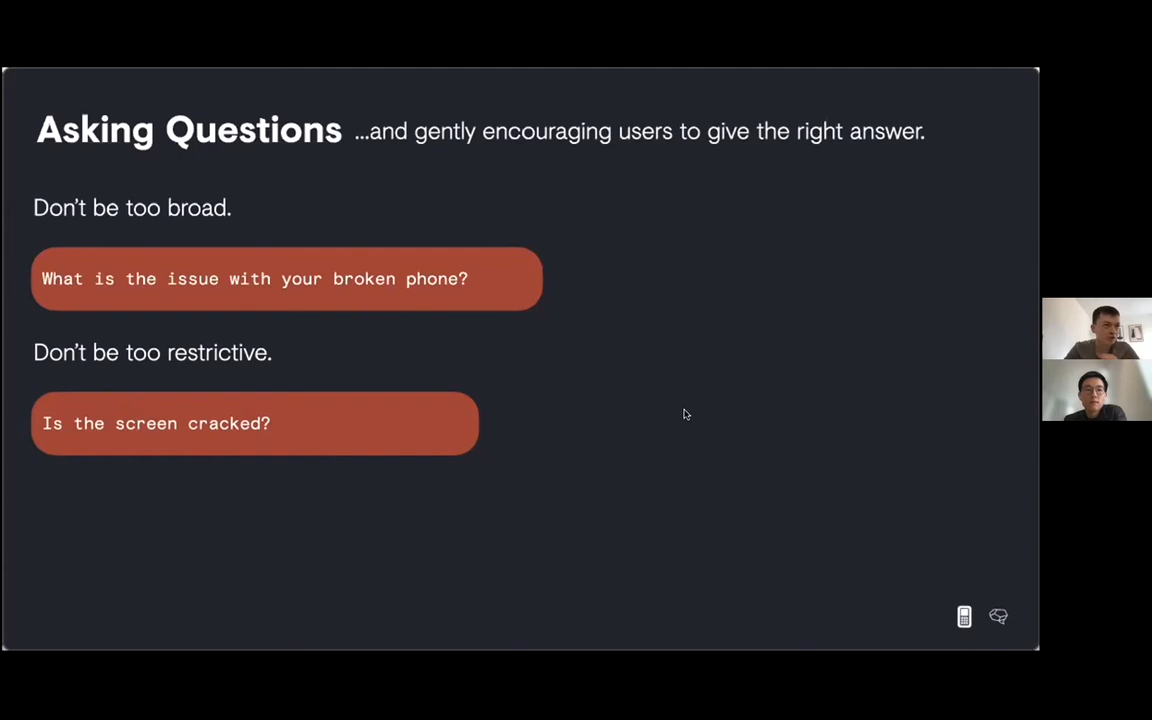 Asking Questions ...and gently encouraging users to give the right answer.
Don't be too broad.
What is the issue with your broken phone?
Don't be too restrictive.
Is the screen cracked?